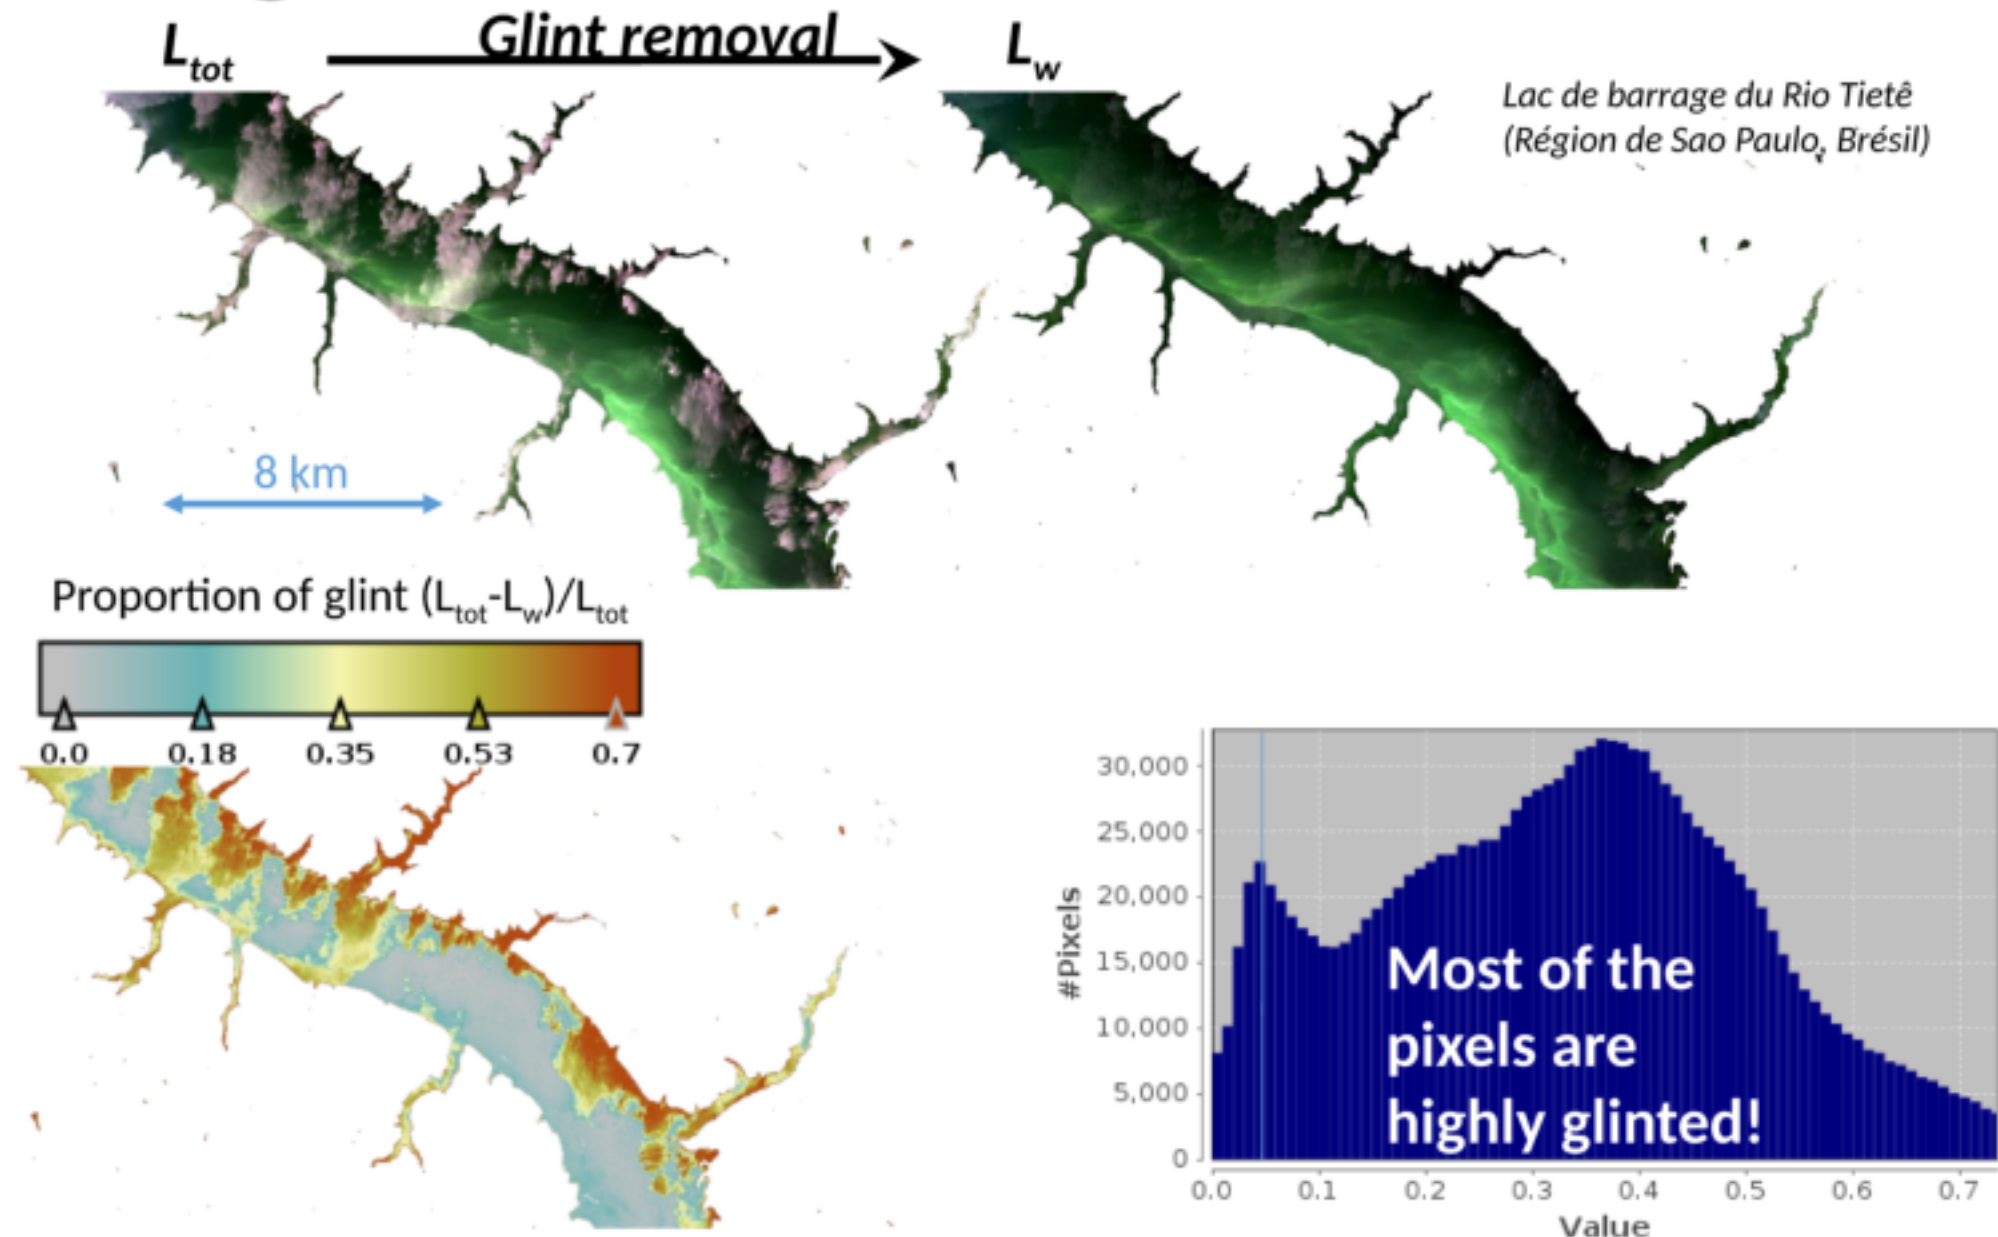 Glint removal
Ltot
Lw
Lac de barrage du Rio Tietê
(Région de Sao Paulo, Brésil)
8 km
Proportion of glint (Ltot-Lw)/Ltot
0.0 0.18 0.35 0.53 0.7
30,000
25,000
20,000
15,000
10,000
5,000
0
#Pixels
Most of the
pixels are
highly glinted!
0.0 0.1 0.2 0.3 0.4 0.5 0.6 0.7
Value